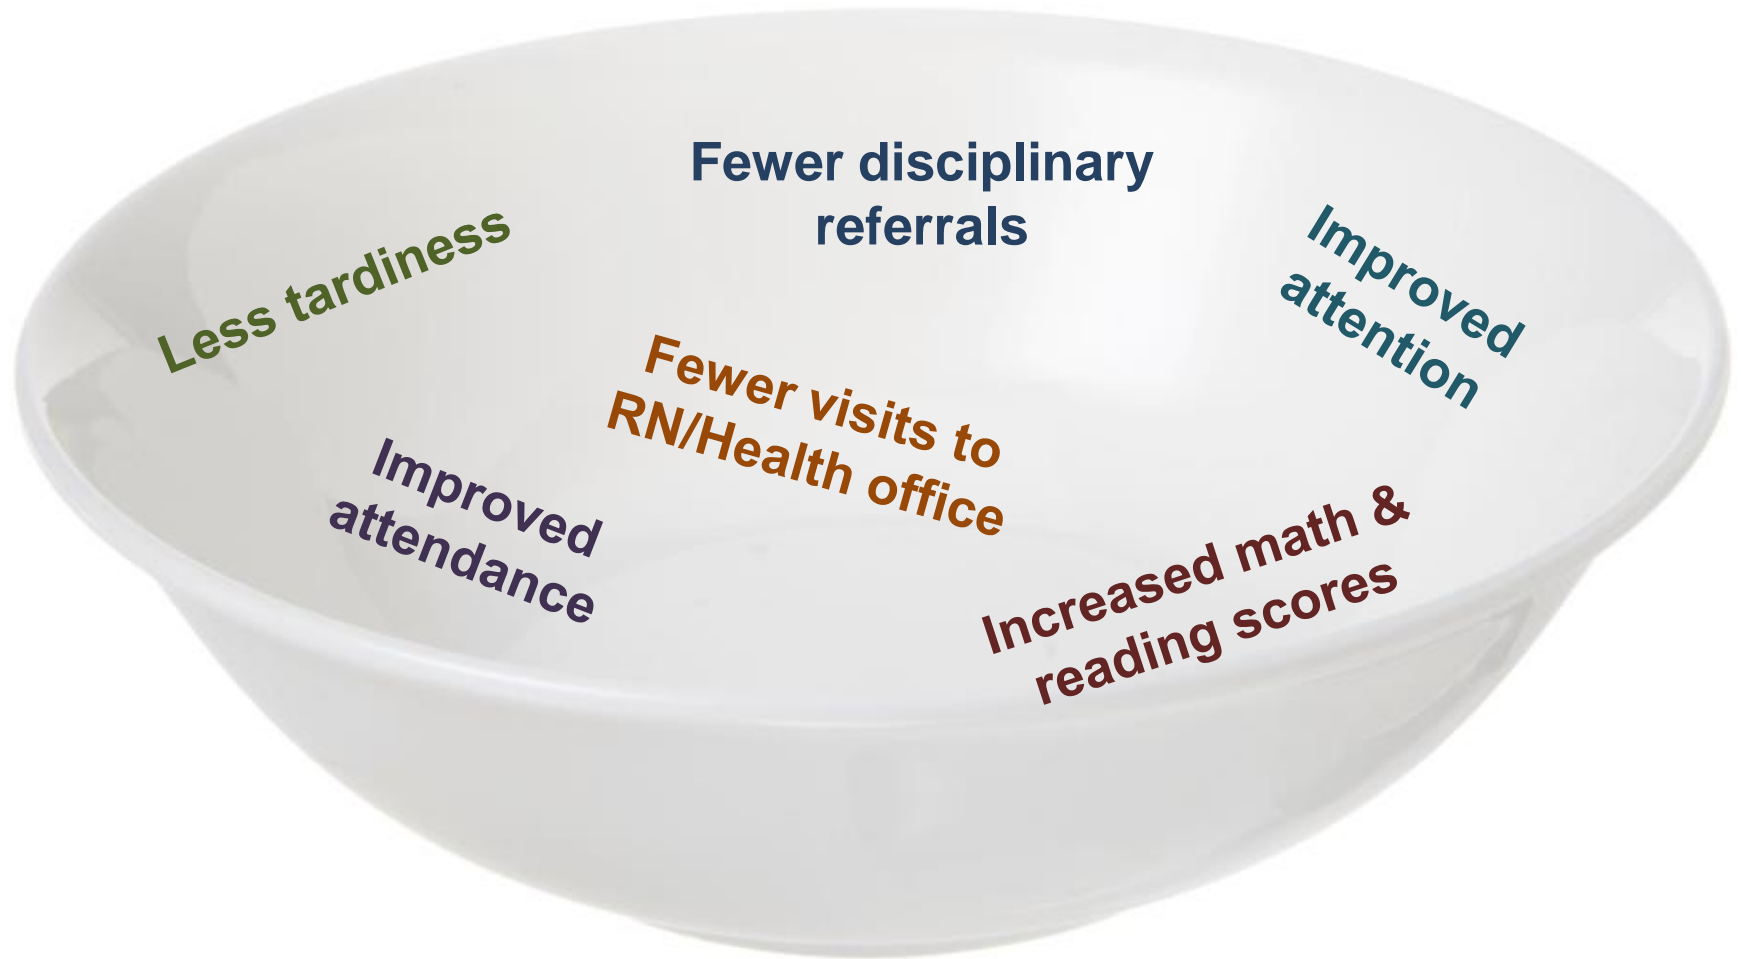 Fewer disciplinary
referrals
Less tardiness
Improved
attention
Fewer visits to
RN/Health office
Improved
attendance
Increased math &
reading scores